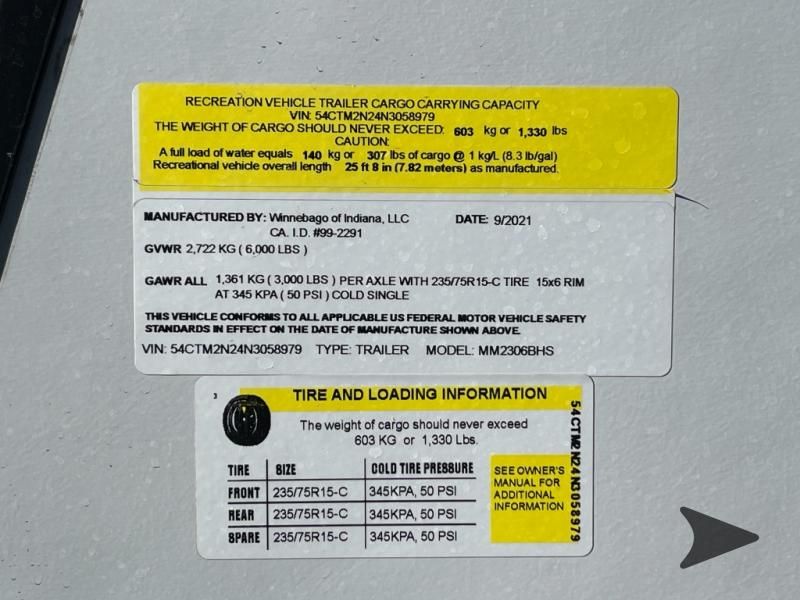 RECREATION VEHICLE TRAILER CARGO CARRYING CAPACITY
VIN: 54CTM2N24N3058979
THE WEIGHT OF CARGO SHOULD NEVER EXCEED: 603 kg or 1,330 lbs
CAUTION:
A full load of water equals 140 kg or 307 lbs of cargo @ 1 kg/L (8.3 lb/gal)
Recreational vehicle overall length 25 ft 8 in (7.82 meters) as manufactured.
MANUFACTURED BY: Winnebago of Indiana, LLC DATE: 9/2021
CA. I.D. #99-2291
GVWR 2,722 KG ( 6,000 LBS )
GAWR ALL 1,361 KG ( 3,000 LBS ) PER AXLE WITH 235/75R15-C TIRE 15x6 RIM
AT 345 KPA ( 50 PSI ) COLD SINGLE
THIS VEHICLE CONFORMS TO ALL APPLICABLE US FEDERAL MOTOR VEHICLE SAFETY
STANDARDS IN EFFECT ON THE DATE OF MANUFACTURE SHOWN ABOVE.
VIN: 54CTM2N24N3058979 TYPE: TRAILER MODEL: MM2306BHS
3
TIRE AND LOADING INFORMATION
The weight of cargo should never exceed
603 KG or 1,330 Lbs.
TIRE SIZE COLD TIRE PRESSURE
FRONT 235/75R15-C 345KPA, 50 PSI
REAR 235/75R15-C 345KPA, 50 PSI
SPARE 235/75R15-C 345KPA, 50 PSI
SEE OWNER'S
MANUAL FOR
ADDITIONAL
INFORMATION
54CTM2N24N3058979